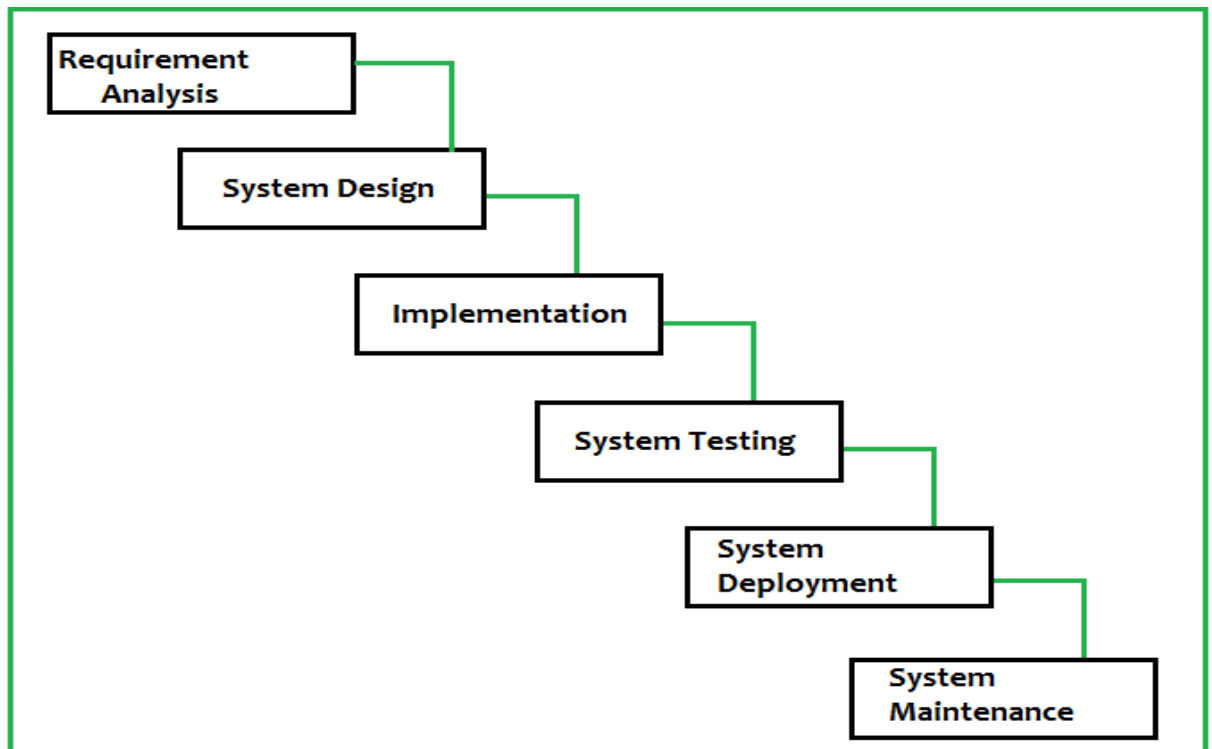 Requirement
Analysis
System Design
Implementation
System Testing
System
Deployment
System
Maintenance